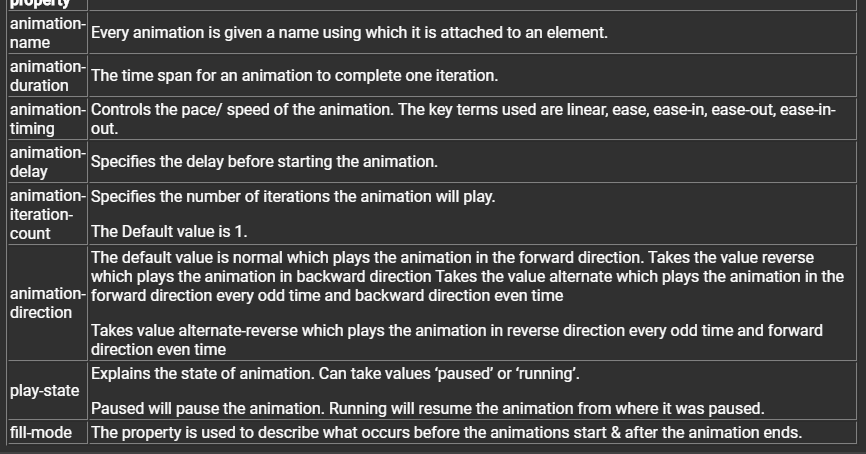 property
animation-
name
Every animation is given a name using which it is attached to an element.
animation-
duration
The time span for an animation to complete one iteration.
animation-
timing
Controls the pace/ speed of the animation. The key terms used are linear, ease, ease-in, ease-out, ease-in-
out.
animation-
delay
Specifies the delay before starting the animation.
animation-
iteration-
count
Specifies the number of iterations the animation will play.
The Default value is 1.
animation-
direction
The default value is normal which plays the animation in the forward direction. Takes the value reverse
which plays the animation in backward direction Takes the value alternate which plays the animation in the
forward direction every odd time and backward direction even time
Takes value alternate-reverse which plays the animation in reverse direction every odd time and forward
direction even time
play-state
Explains the state of animation. Can take values ‘paused’ or ‘running’.
Paused will pause the animation. Running will resume the animation from where it was paused.
fill-mode
The property is used to describe what occurs before the animations start & after the animation ends.